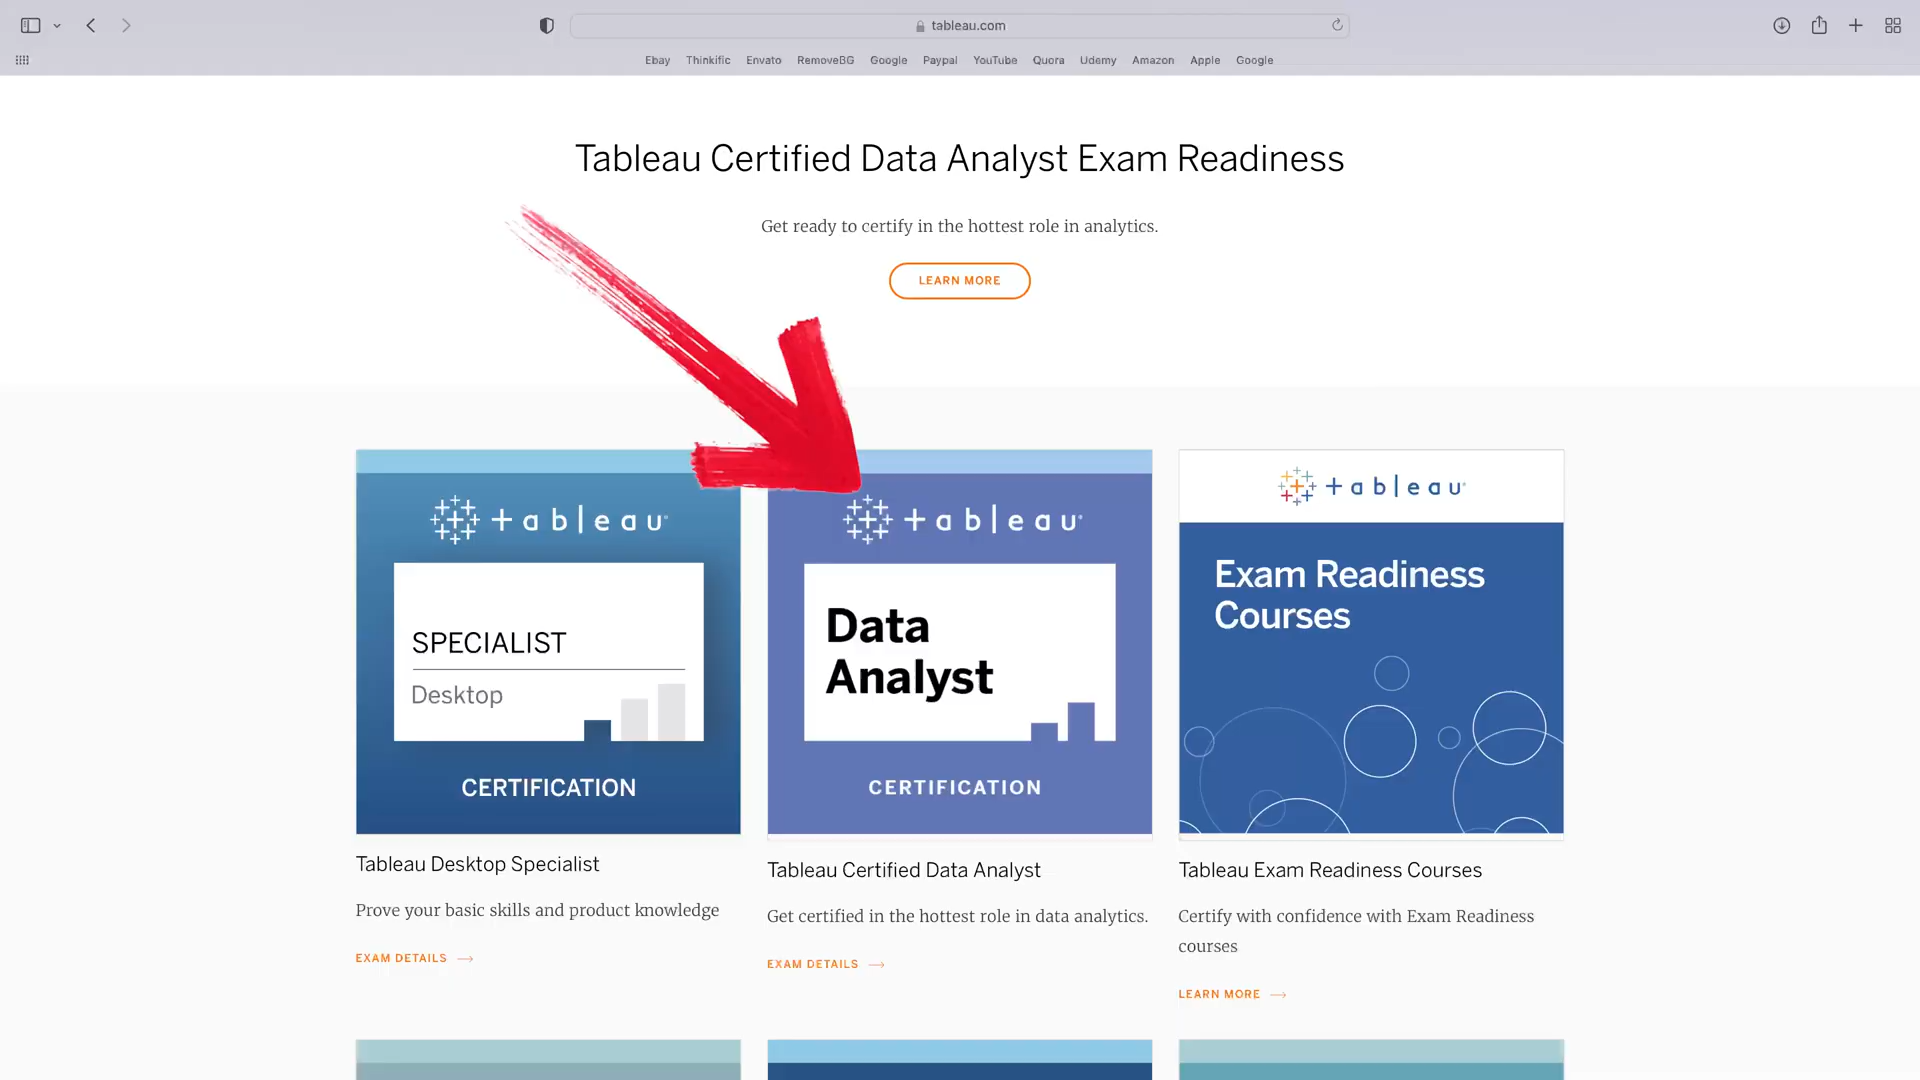 tableau.com
Ebay Thinkific Envato RemoveBG Google Paypal YouTube Quora Udemy Amazon Apple Google
Tableau Certified Data Analyst Exam Readiness
Get ready to certify in the hottest role in analytics.
LEARN MORE
+ableau
SPECIALIST
Desktop
CERTIFICATION
Tableau Desktop Specialist
Prove your basic skills and product knowledge
EXAM DETAILS →
+ableau
Data
Analyst
CERTIFICATION
Tableau Certified Data Analyst
Get certified in the hottest role in data analytics.
EXAM DETAILS →
+ableau
Exam Readiness
Courses
Tableau Exam Readiness Courses
Certify with confidence with Exam Readiness
courses
LEARN MORE →